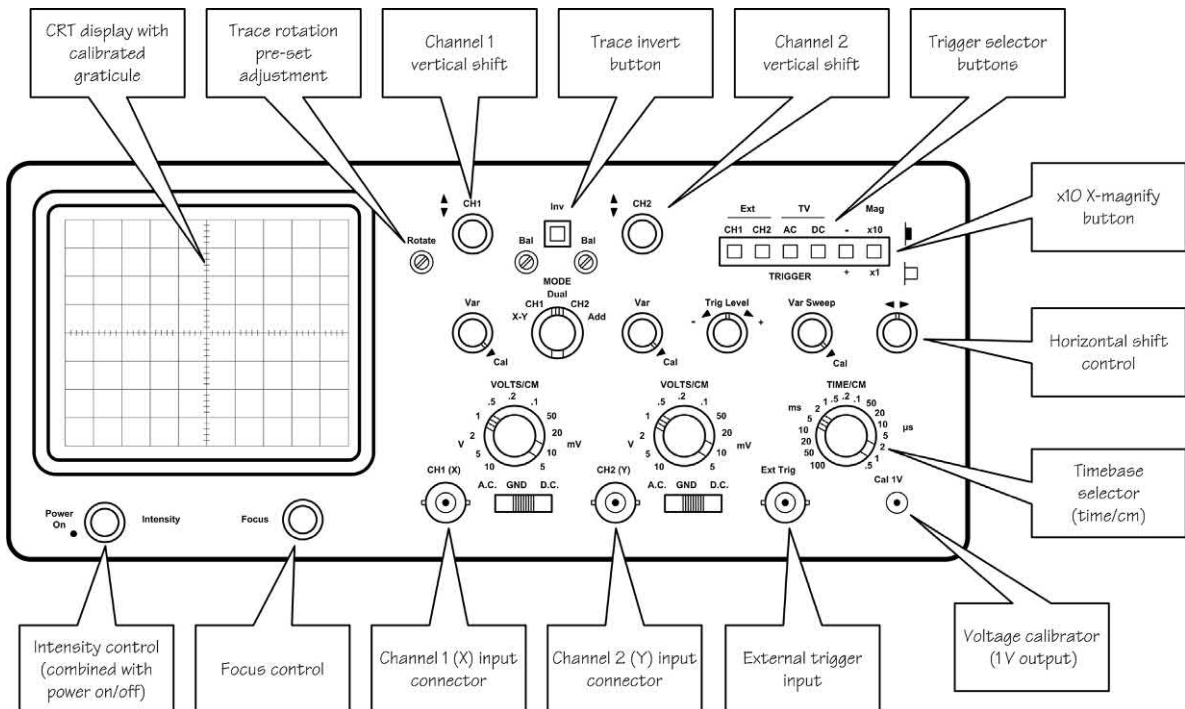 CRT display with
calibrated
graticule
Trace rotation
pre-set
adjustment
Channel 1
vertical shift
Trace invert
button
Channel 2
vertical shift
Trigger selector
buttons
x10 X-magnify
button
Horizontal shift
control
Timebase
selector
(time/cm)
Voltage calibrator
(1V output)
External trigger
input
Channel 2 (Y) input
connector
Channel 1 (X) input
connector
Focus control
Intensity control
(combined with
power on/off)
CH1
Inv
CH2
Ext TV Mag
CH1 CH2 AC DC - x10
TRIGGER + x1
Rotate
Bal Bal
MODE
Dual
CH1 CH2
X-Y Add
Var
Cal
Var
Cal
Trig Level
- +
Var Sweep
Cal
VOLTS/CM
.5 .2 .1
1 50
2 20
V mV
5 10
10 5
VOLTS/CM
.5 .2 .1
1 50
2 20
V mV
5 10
10 5
TIME/CM
ms µs
1 .5 .2 .1 50
2 20
5 10
10 5
20 2
50 1
100 .5
CH1 (X)
A.C. GND D.C.
CH2 (Y)
A.C. GND D.C.
Ext Trig
Cal 1V
Power
On
Intensity
Focus